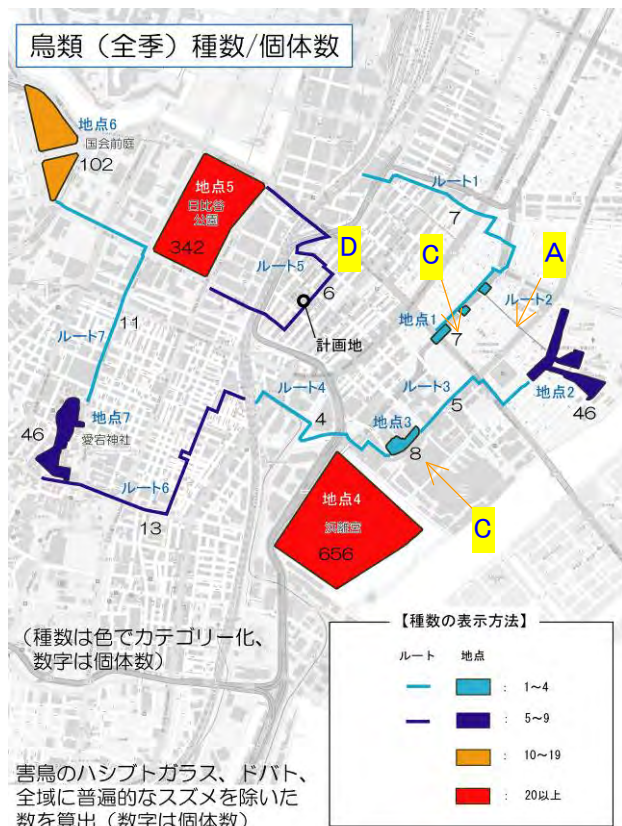 鳥類（全季）種数/個体数
地点6
国会前庭
102
地点5
日比谷
公園
342
ルート1
7
D
C
A
ルート5
6
ルート2
計画地
地点1
7
11
ルート7
ルート4
ルート3
地点2
46
4
5
地点7
46
愛宕神社
地点3
8
ルート6
13
地点4
浜離宮
656
C
（種数は色でカテゴリー化、
数字は個体数）
【種数の表示方法】
ルート 地点
： 1～4
： 5～9
： 10～19
： 20以上
害鳥のハシブトガラス、ドバト、
全域に普遍的なスズメを除いた
数を算出（数字は個体数）